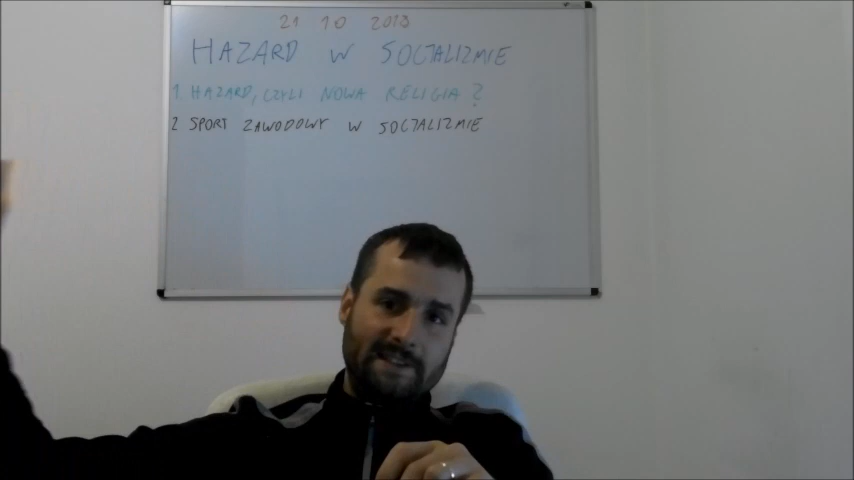 21 10 2013
HAZARD W SOCJALIZMIE
1. HAZARD, CZYLI NOWA RELIGIA?
2. SPORT ZAWODOWY W SOCJALIZMIE